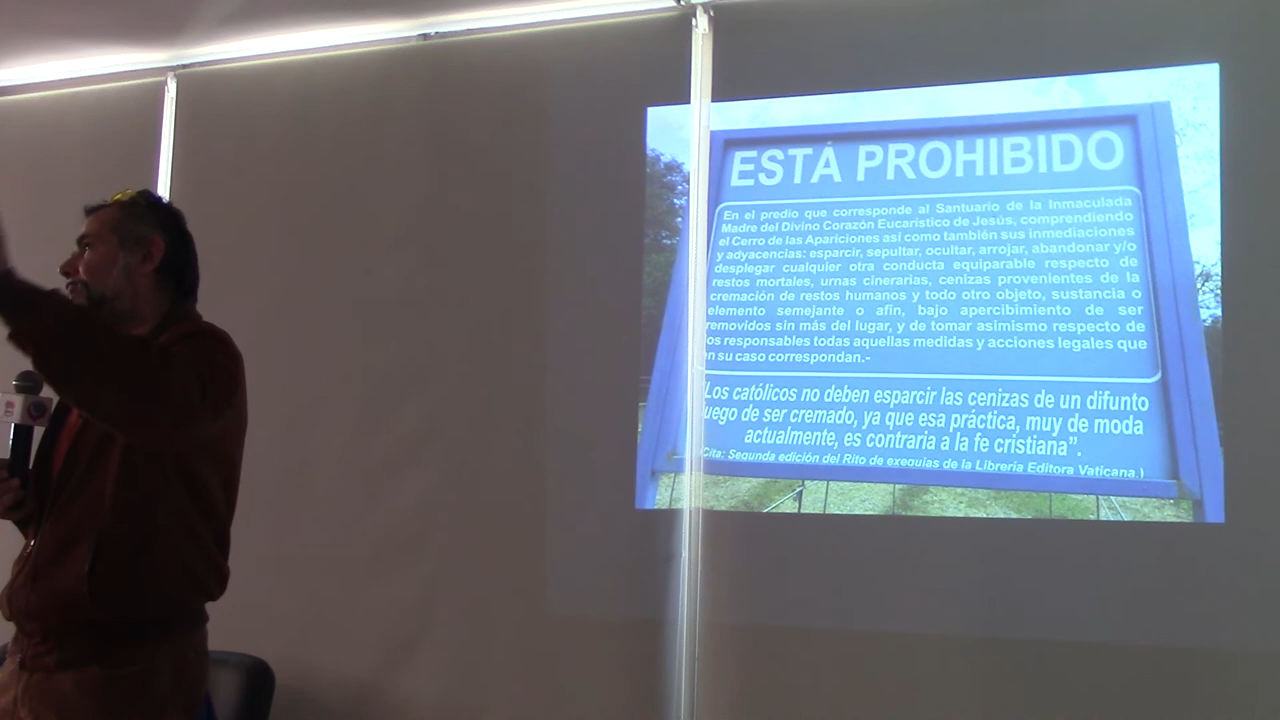 ESTÁ PROHIBIDO
En el predio que corresponde al Santuario de la Inmaculada
Madre del Divino Corazón Eucarístico de Jesús, comprendiendo
el Cerro de las Apariciones así como también sus inmediaciones
y adyacencias: esparcir, sepultar, ocultar, arrojar, abandonar y/o
desplegar cualquier otra conducta equiparable respecto de
restos mortales, urnas cinerarias, cenizas provenientes de la
cremación de restos humanos y todo otro objeto, sustancia o
elemento semejante o afín, bajo apercibimiento de ser
removidos sin más del lugar, y de tomar asimismo respecto de
os responsables todas aquellas medidas y acciones legales que
n su caso correspondan.-
"Los católicos no deben esparcir las cenizas de un difunto
uego de ser cremado, ya que esa práctica, muy de moda
actualmente, es contraria a la fe cristiana".
(Cita: Segunda edición del Rito de exequias de la Librería Editora Vaticana.)